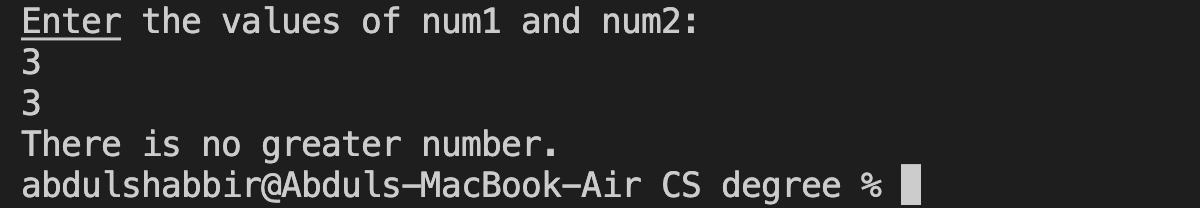 Enter the values of num1 and num2:
3
3
There is no greater number.
abdulshabbir@Abduls-MacBook-Air CS degree %